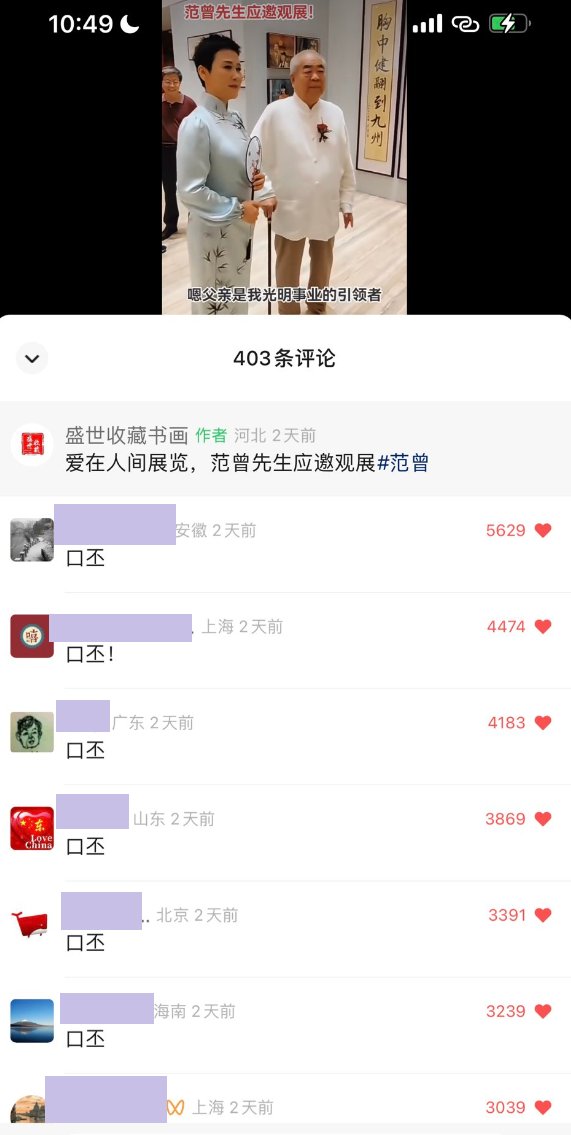 10:49
范曾先生应邀观展!
胸中健翮到九州
嗯父亲是我光明事业的引领者
403条评论
盛世收藏书画 作者 河北 2天前
爱在人间展览，范曾先生应邀观展#范曾
安徽 2天前 5629
口丕
. 上海 2天前 4474
口丕!
广东 2天前 4183
口丕
东
Love
China
山东 2天前 3869
口丕
.. 北京 2天前 3391
口丕
海南 2天前 3239
口丕
上海 2天前 3039